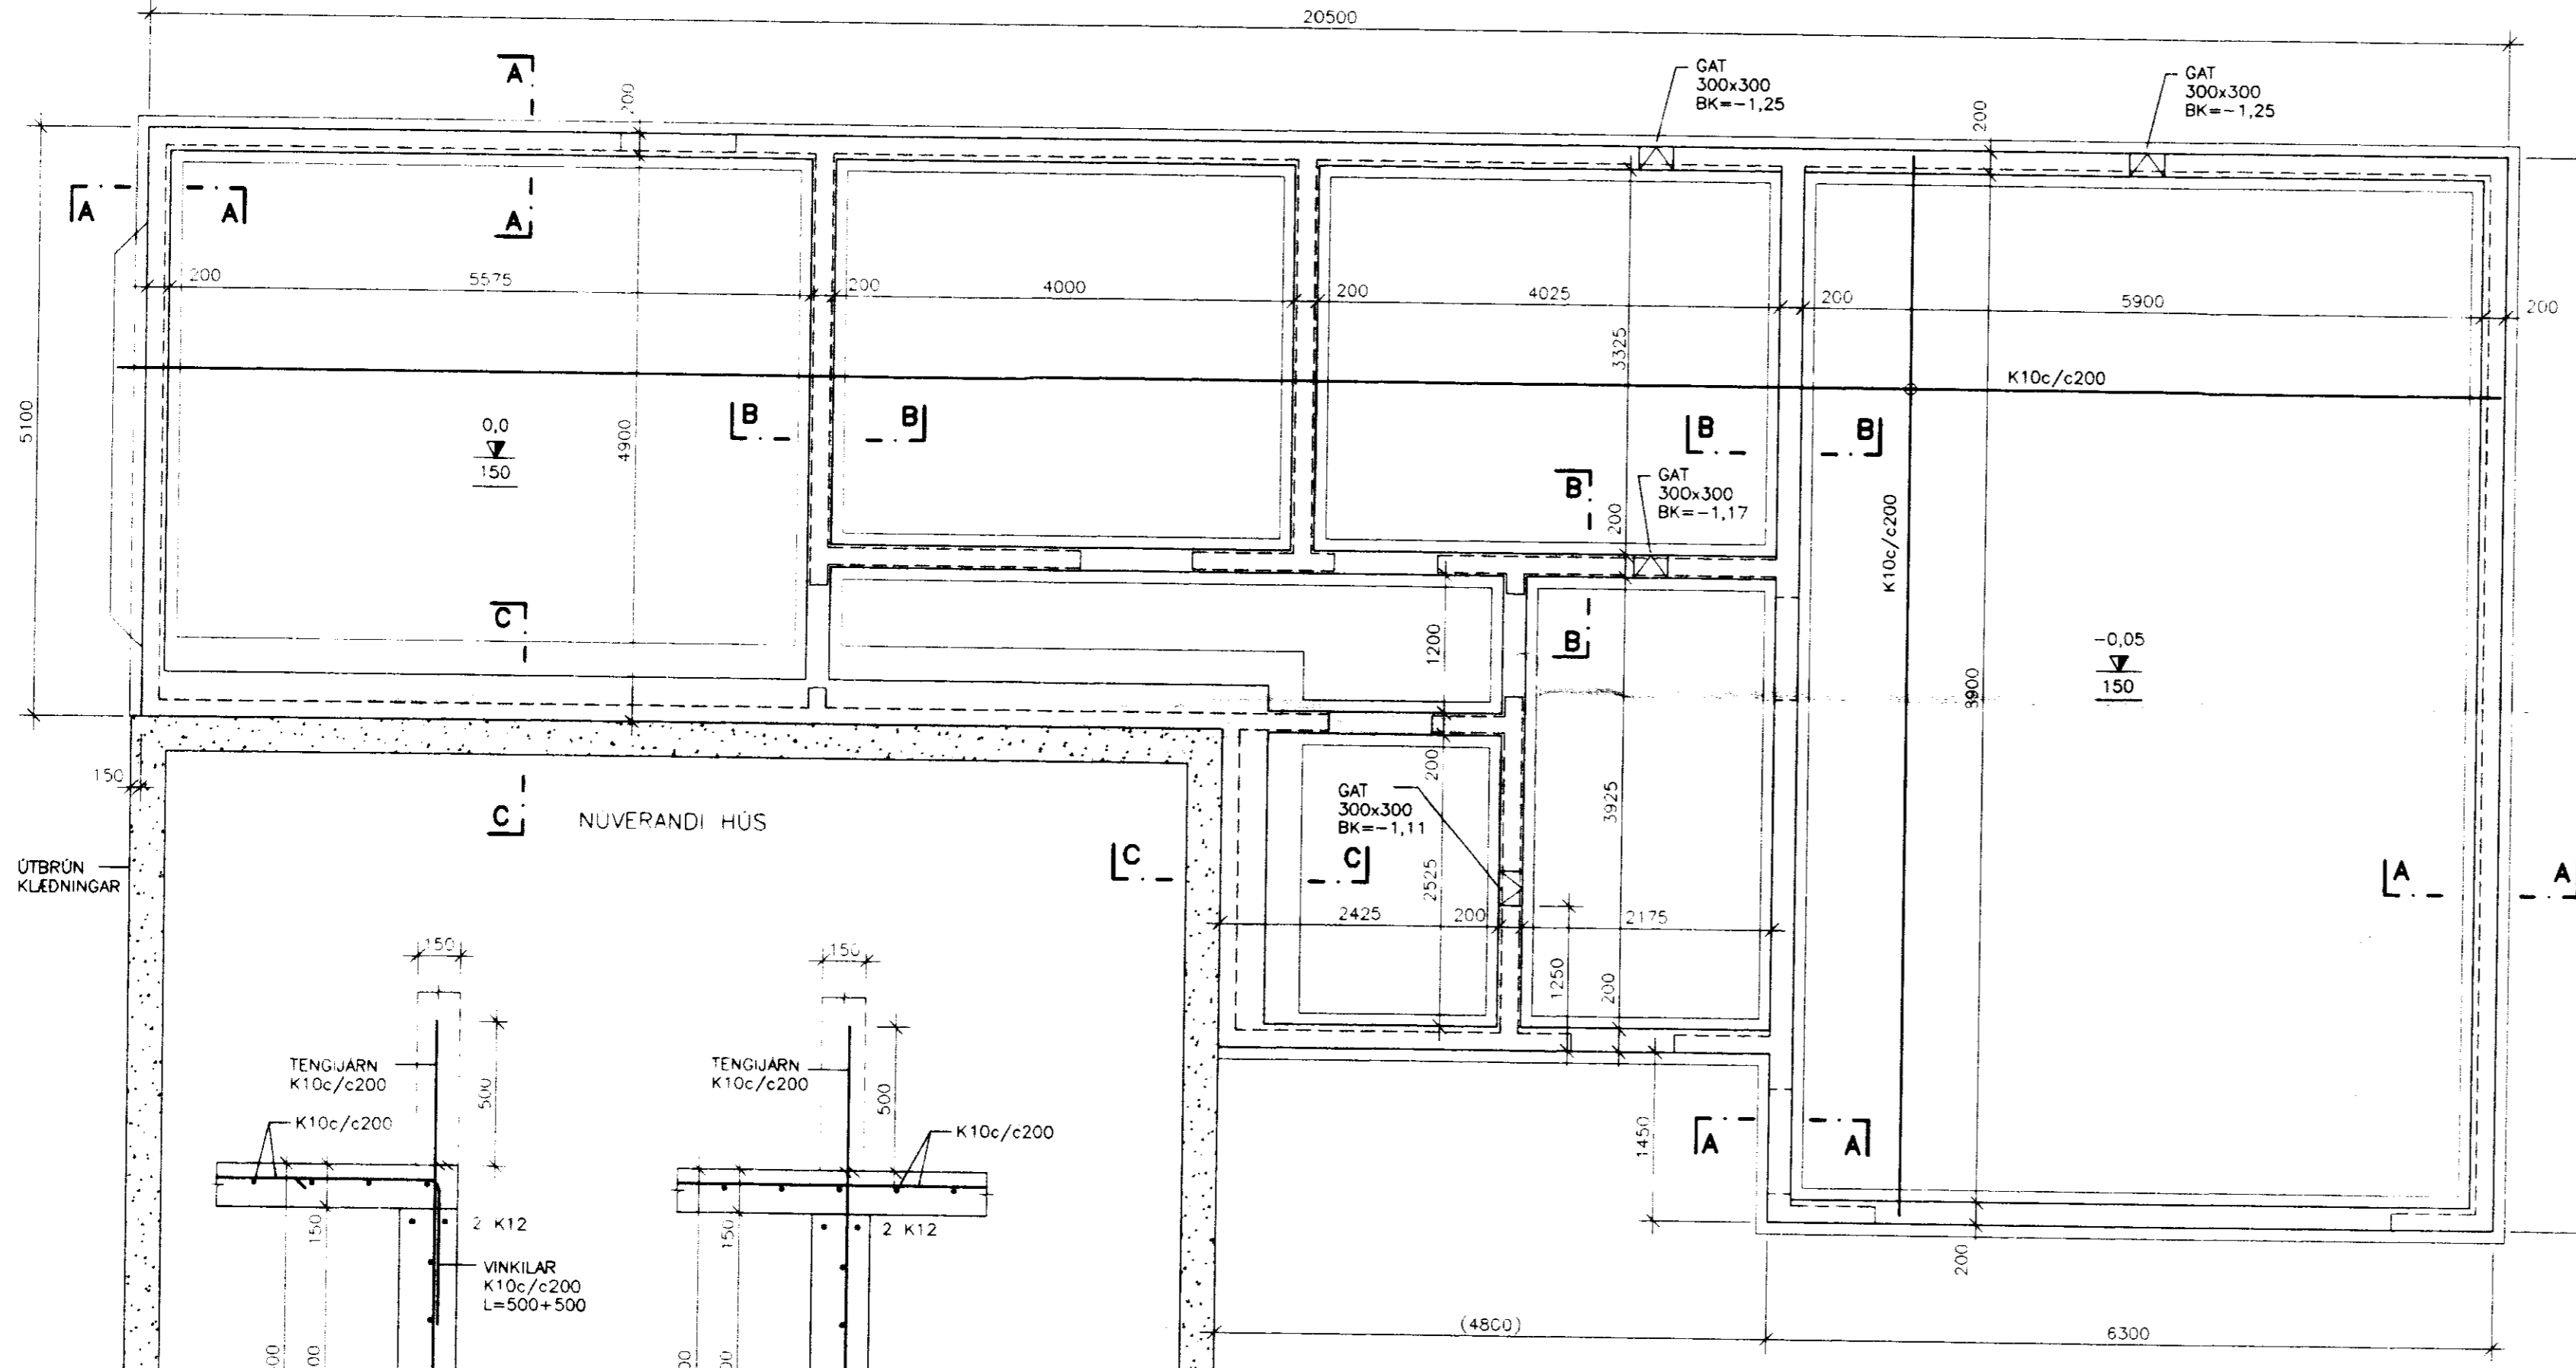 20500
A
200
GAT
300x300
BK=-1,25
GAT
300x300
BK=-1,25
200
A
A
A
200
5575
200
4000
200
4025
200
5900
200
3325
K10c/c200
5100
0,0
150
4900
B
B
B
B
B
GAT
300x300
BK=-1,17
200
K10c/c200
C
1200
B
-0,05
150
8900
150
200
3925
C
NÚVERANDI HÚS
GAT
300x300
BK=-1,11
ÚTBRÚN
KLÆDNINGAR
C
C
2525
A
A
2425
200
2175
150
150
1250
200
TENGIJÁRN
K10c/c200
500
TENGIJÁRN
K10c/c200
500
K10c/c200
K10c/c200
1450
A
A
150
2 K12
150
2 K12
VINKILAR
K10c/c200
L=500+500
200
(4800)
6300